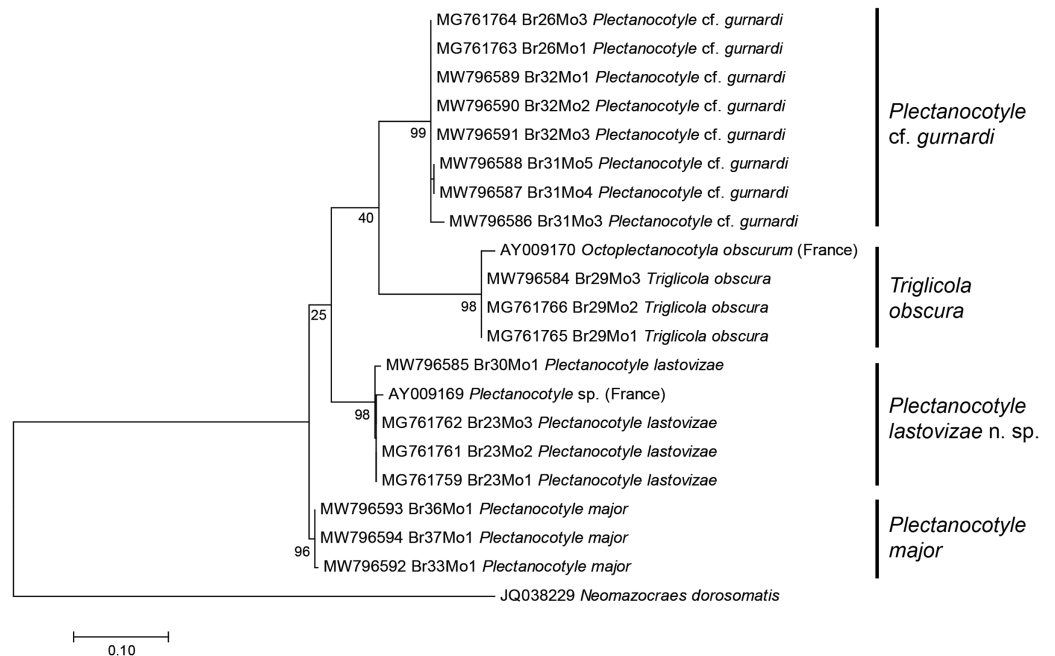 MG761764 Br26Mo3 Plectanocotyle cf. gurnardi
MG761763 Br26Mo1 Plectanocotyle cf. gurnardi
MW796589 Br32Mo1 Plectanocotyle cf. gurnardi
MW796590 Br32Mo2 Plectanocotyle cf. gurnardi
MW796591 Br32Mo3 Plectanocotyle cf. gurnardi
MW796588 Br31Mo5 Plectanocotyle cf. gurnardi
MW796587 Br31Mo4 Plectanocotyle cf. gurnardi
MW796586 Br31Mo3 Plectanocotyle cf. gurnardi
99
Plectanocotyle
cf. gurnardi
40
AY009170 Octoplectanocotyla obscurum (France)
MW796584 Br29Mo3 Triglicola obscura
MG761766 Br29Mo2 Triglicola obscura
MG761765 Br29Mo1 Triglicola obscura
98
Triglicola
obscura
25
MW796585 Br30Mo1 Plectanocotyle lastovizae
AY009169 Plectanocotyle sp. (France)
MG761762 Br23Mo3 Plectanocotyle lastovizae
MG761761 Br23Mo2 Plectanocotyle lastovizae
MG761759 Br23Mo1 Plectanocotyle lastovizae
98
Plectanocotyle
lastovizae n. sp.
MW796593 Br36Mo1 Plectanocotyle major
MW796594 Br37Mo1 Plectanocotyle major
MW796592 Br33Mo1 Plectanocotyle major
96
Plectanocotyle
major
JQ038229 Neomazocraes dorosomatis
0.10